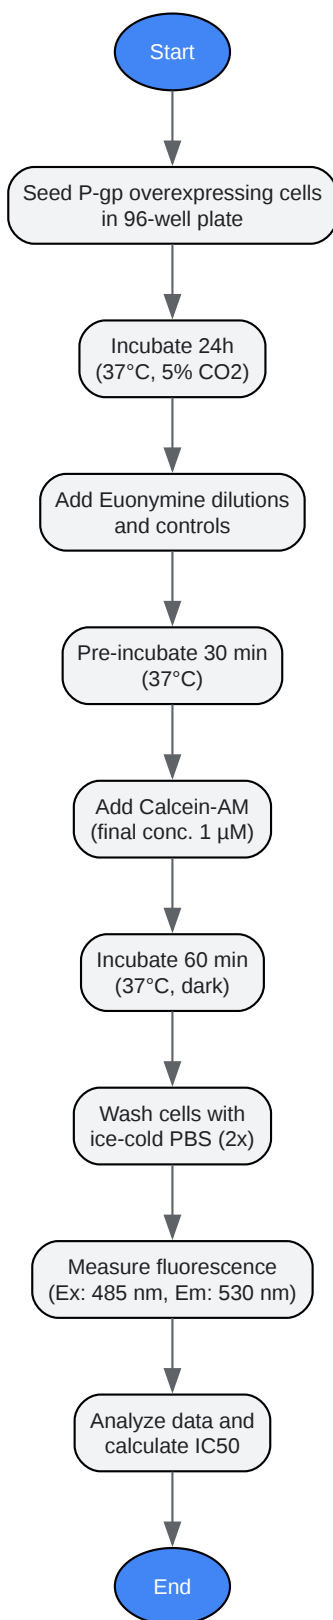 Start
Seed P-gp overexpressing cells
in 96-well plate
Incubate 24h
(37°C, 5% CO2)
Add Euonymine dilutions
and controls
Pre-incubate 30 min
(37°C)
Add Calcein-AM
(final conc. 1 µM)
Incubate 60 min
(37°C, dark)
Wash cells with
ice-cold PBS (2x)
Measure fluorescence
(Ex: 485 nm, Em: 530 nm)
Analyze data and
calculate IC50
End